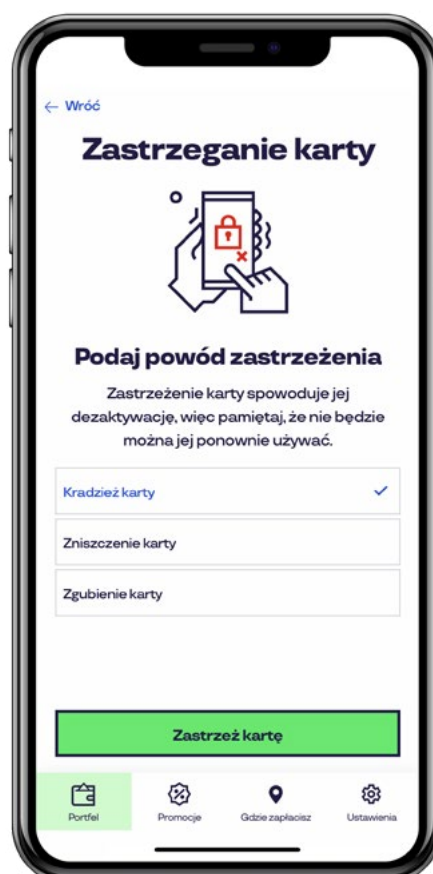 ← Wróć
Zastrzeganie karty
Podaj powód zastrzeżenia
Zastrzeżenie karty spowoduje jej
dezaktywację, więc pamiętaj, że nie będzie
można jej ponownie używać.
Kradzież karty
Zniszczenie karty
Zgubienie karty
Zastrzeż kartę
Portfel
Promocje
Gdzie zapłacisz
Ustawienia